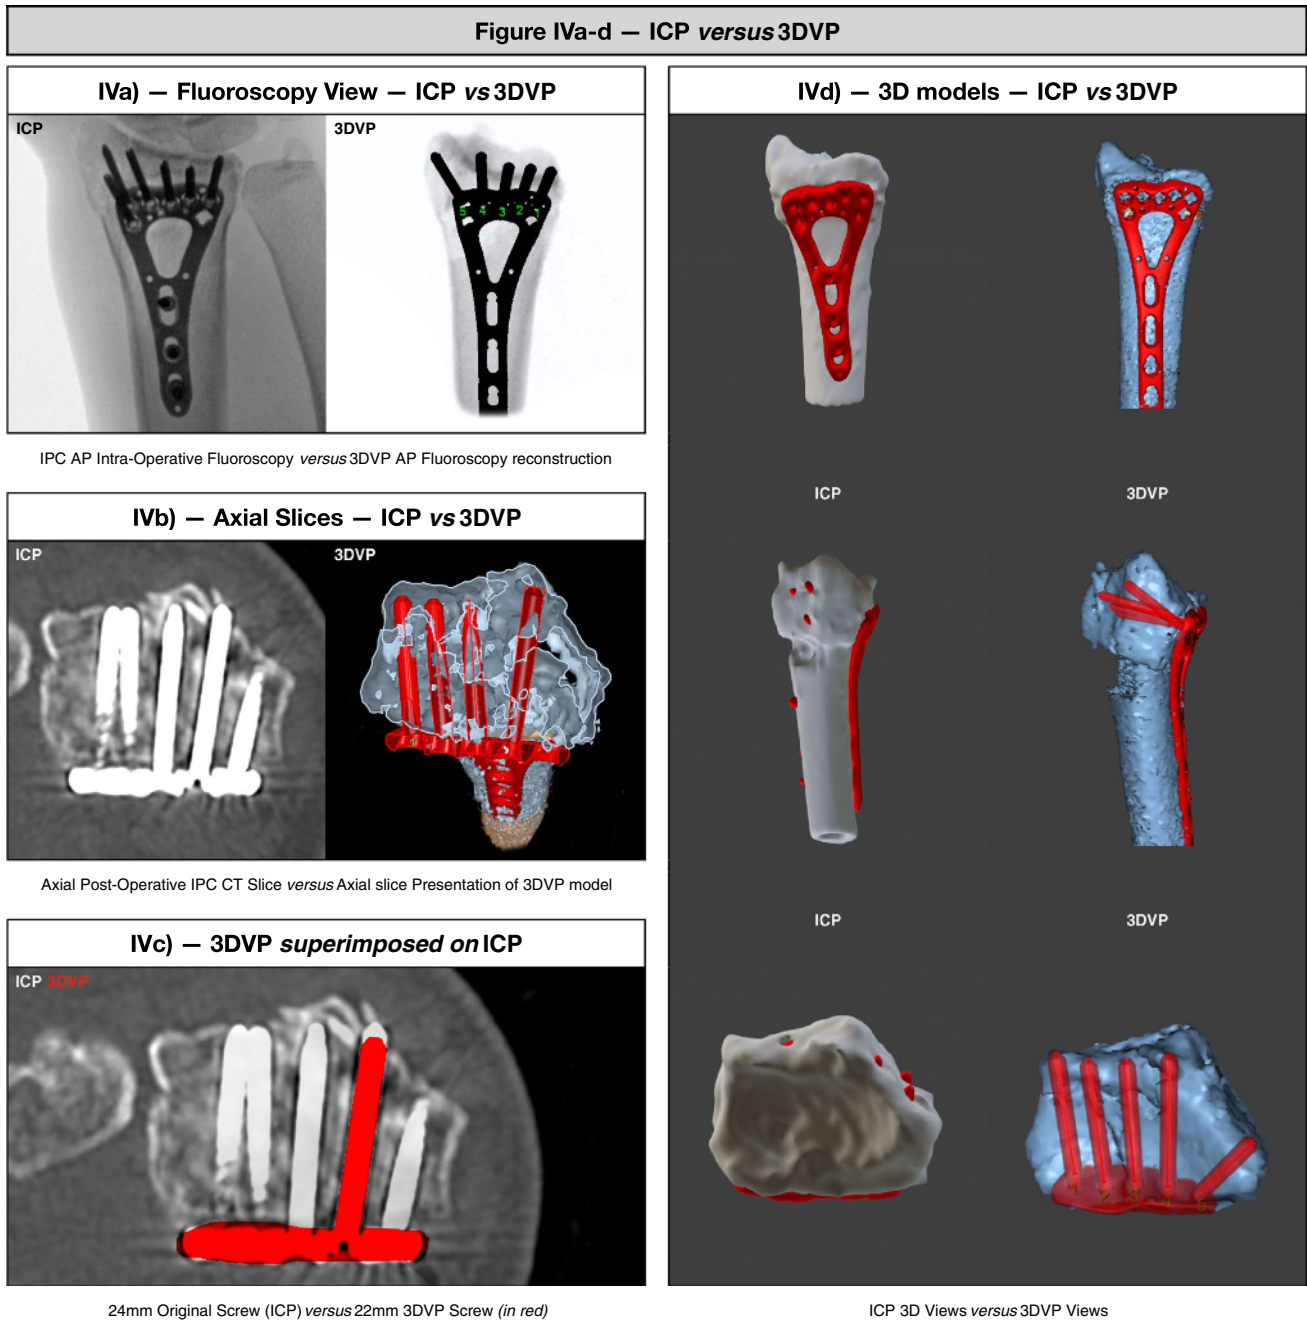 Figure IVa-d — ICP versus 3DVP
IVa) — Fluoroscopy View — ICP vs 3DVP
ICP
3DVP
5 4 3 2 1
IPC AP Intra-Operative Fluoroscopy versus 3DVP AP Fluoroscopy reconstruction
IVb) — Axial Slices — ICP vs 3DVP
ICP
3DVP
Axial Post-Operative IPC CT Slice versus Axial slice Presentation of 3DVP model
IVc) — 3DVP superimposed on ICP
ICP 3DVP
24mm Original Screw (ICP) versus 22mm 3DVP Screw (in red)
IVd) — 3D models — ICP vs 3DVP
ICP
3DVP
ICP
3DVP
1 2 3 4
ICP 3D Views versus 3DVP Views